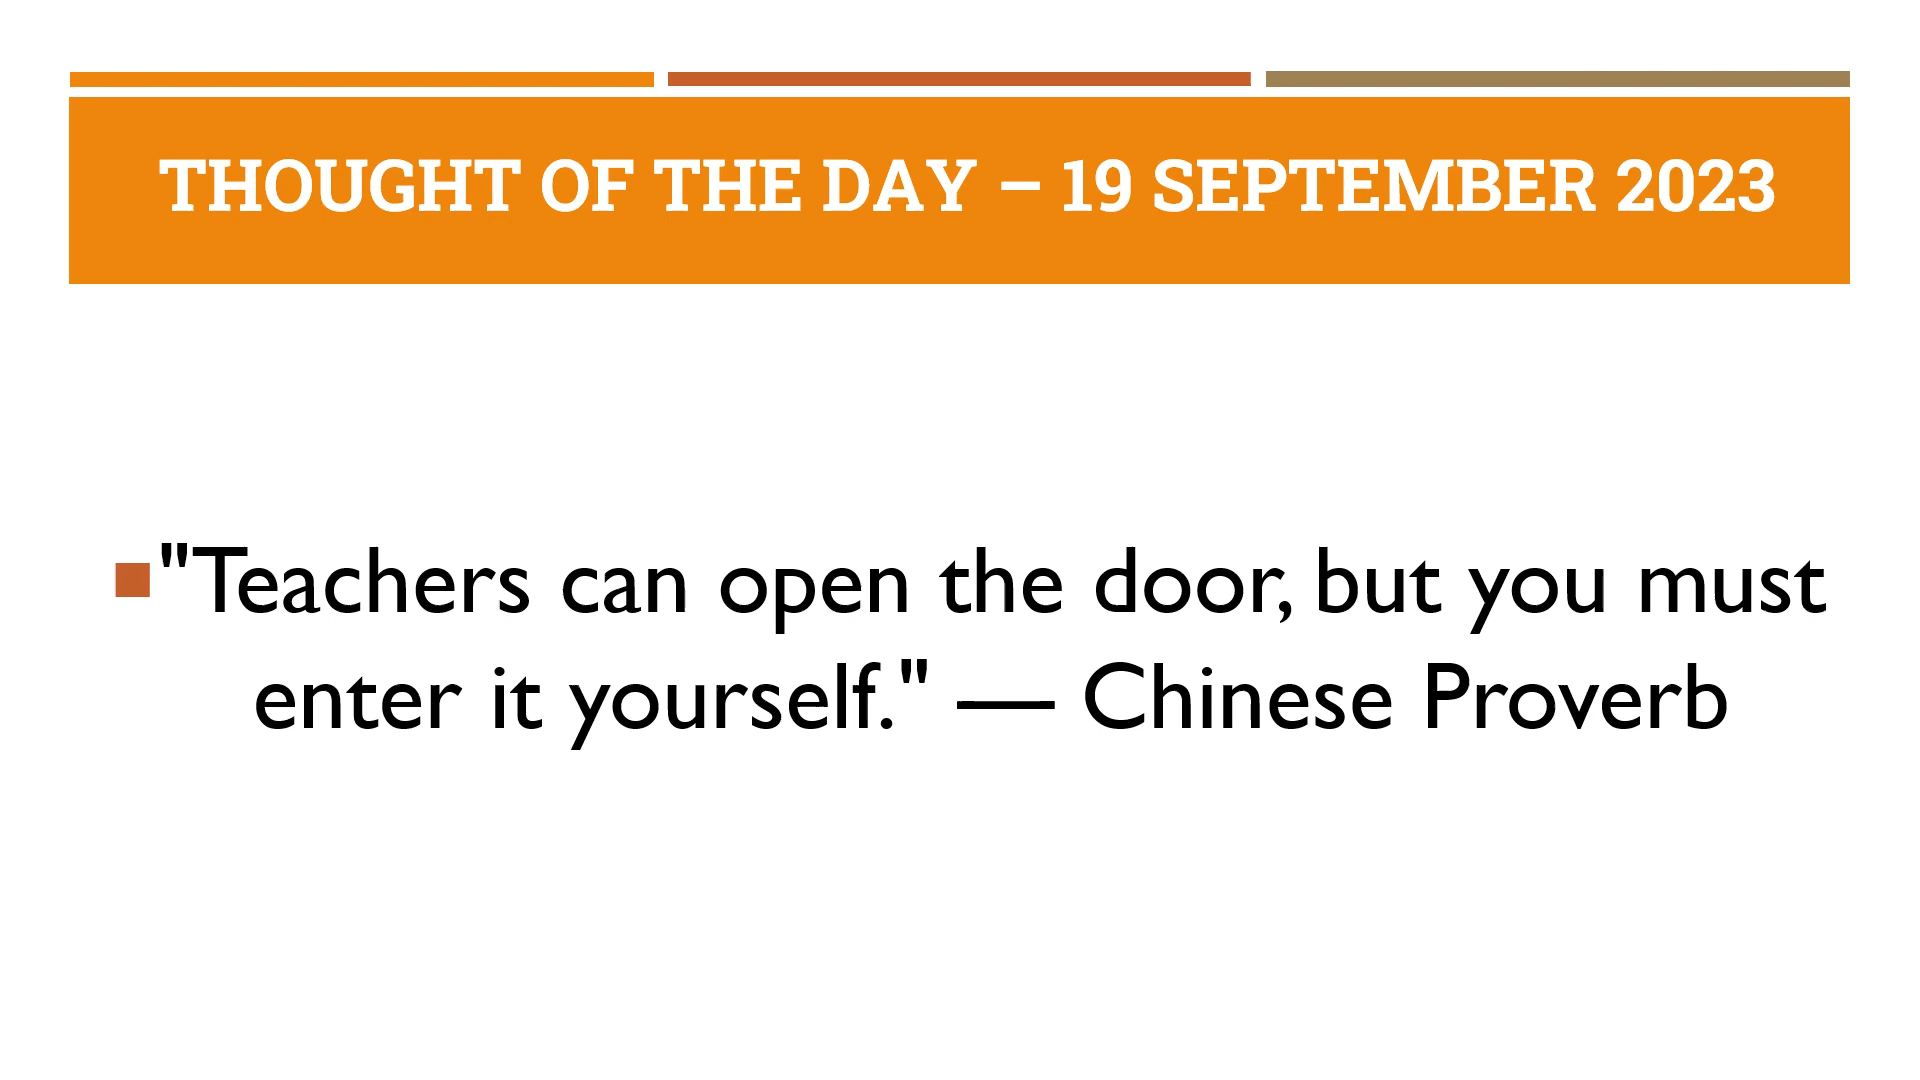 THOUGHT OF THE DAY – 19 SEPTEMBER 2023
"Teachers can open the door, but you must
enter it yourself." — Chinese Proverb